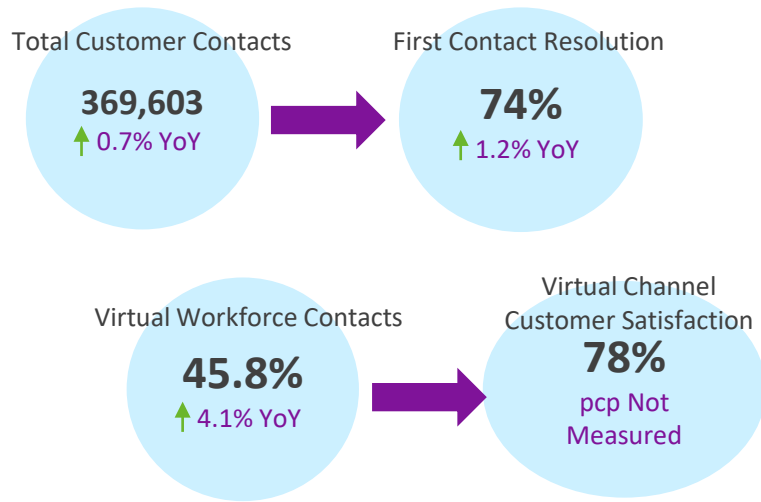 Total Customer Contacts
369,603
0.7% YoY
First Contact Resolution
74%
1.2% YoY
Virtual Workforce Contacts
45.8%
4.1% YoY
Virtual Channel
Customer Satisfaction
78%
pcp Not
Measured